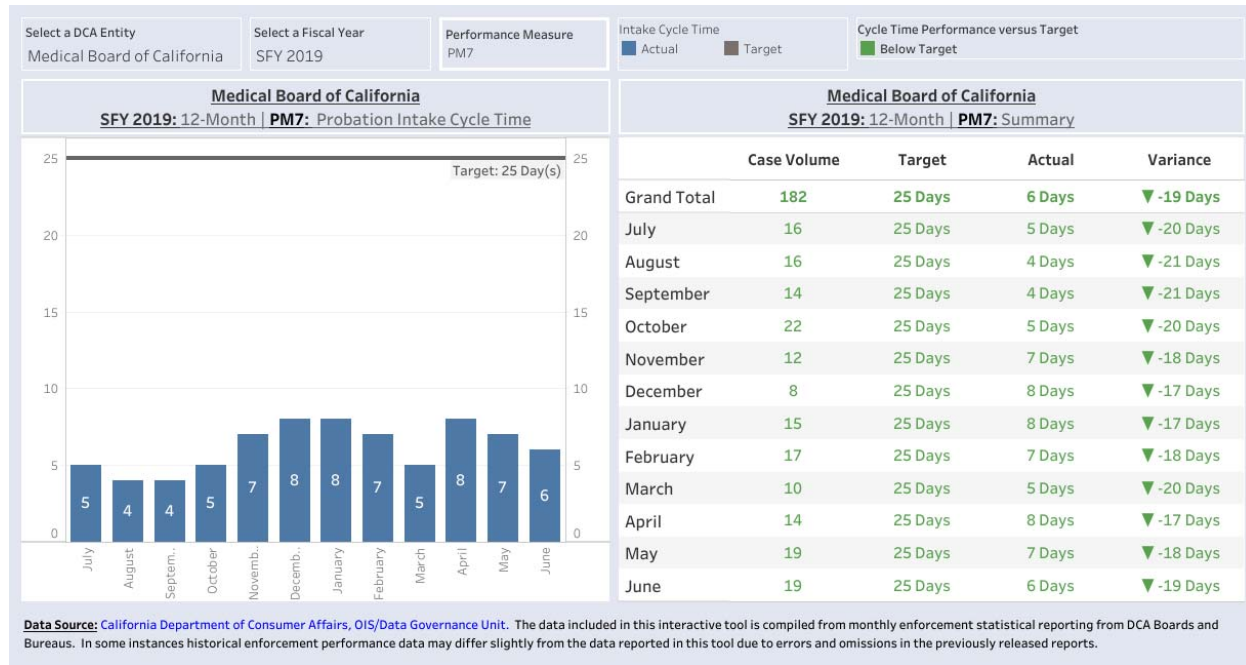 Select a DCA Entity
Medical Board of California
Select a Fiscal Year
SFY 2019
Performance Measure
PM7
Intake Cycle Time
Actual Target
Cycle Time Performance versus Target
Below Target
Medical Board of California
SFY 2019: 12-Month | PM7: Probation Intake Cycle Time
25 25
Target: 25 Day(s)
20 20
15 15
10 10
5 5
0 0
5 4 4 5 7 8 8 7 5 8 7 6
July
August
Septem..
October
Novemb..
Decemb..
January
February
March
April
May
June
Medical Board of California
SFY 2019: 12-Month | PM7: Summary
Case Volume Target Actual Variance
Grand Total 182 25 Days 6 Days ▼ -19 Days
July 16 25 Days 5 Days ▼ -20 Days
August 16 25 Days 4 Days ▼ -21 Days
September 14 25 Days 4 Days ▼ -21 Days
October 22 25 Days 5 Days ▼ -20 Days
November 12 25 Days 7 Days ▼ -18 Days
December 8 25 Days 8 Days ▼ -17 Days
January 15 25 Days 8 Days ▼ -17 Days
February 17 25 Days 7 Days ▼ -18 Days
March 10 25 Days 5 Days ▼ -20 Days
April 14 25 Days 8 Days ▼ -17 Days
May 19 25 Days 7 Days ▼ -18 Days
June 19 25 Days 6 Days ▼ -19 Days
Data Source: California Department of Consumer Affairs, OIS/Data Governance Unit. The data included in this interactive tool is compiled from monthly enforcement statistical reporting from DCA Boards and
Bureaus. In some instances historical enforcement performance data may differ slightly from the data reported in this tool due to errors and omissions in the previously released reports.